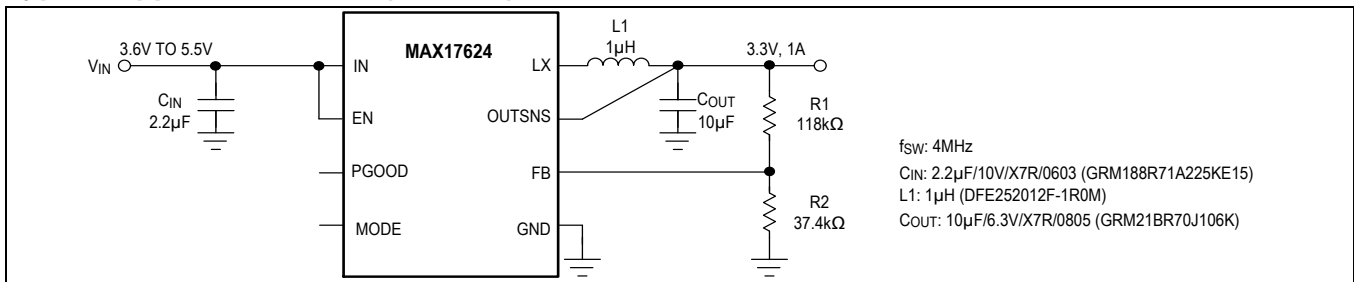 MAX17624
L1
1µH
3.6V TO 5.5V
3.3V, 1A
VIN
IN
LX
CIN
2.2µF
EN
OUTSNS
COUT
10µF
R1
118kΩ
PGOOD
FB
MODE
GND
R2
37.4kΩ
fSW: 4MHz
CIN: 2.2µF/10V/X7R/0603 (GRM188R71A225KE15)
L1: 1µH (DFE252012F-1R0M)
COUT: 10µF/6.3V/X7R/0805 (GRM21BR70J106K)